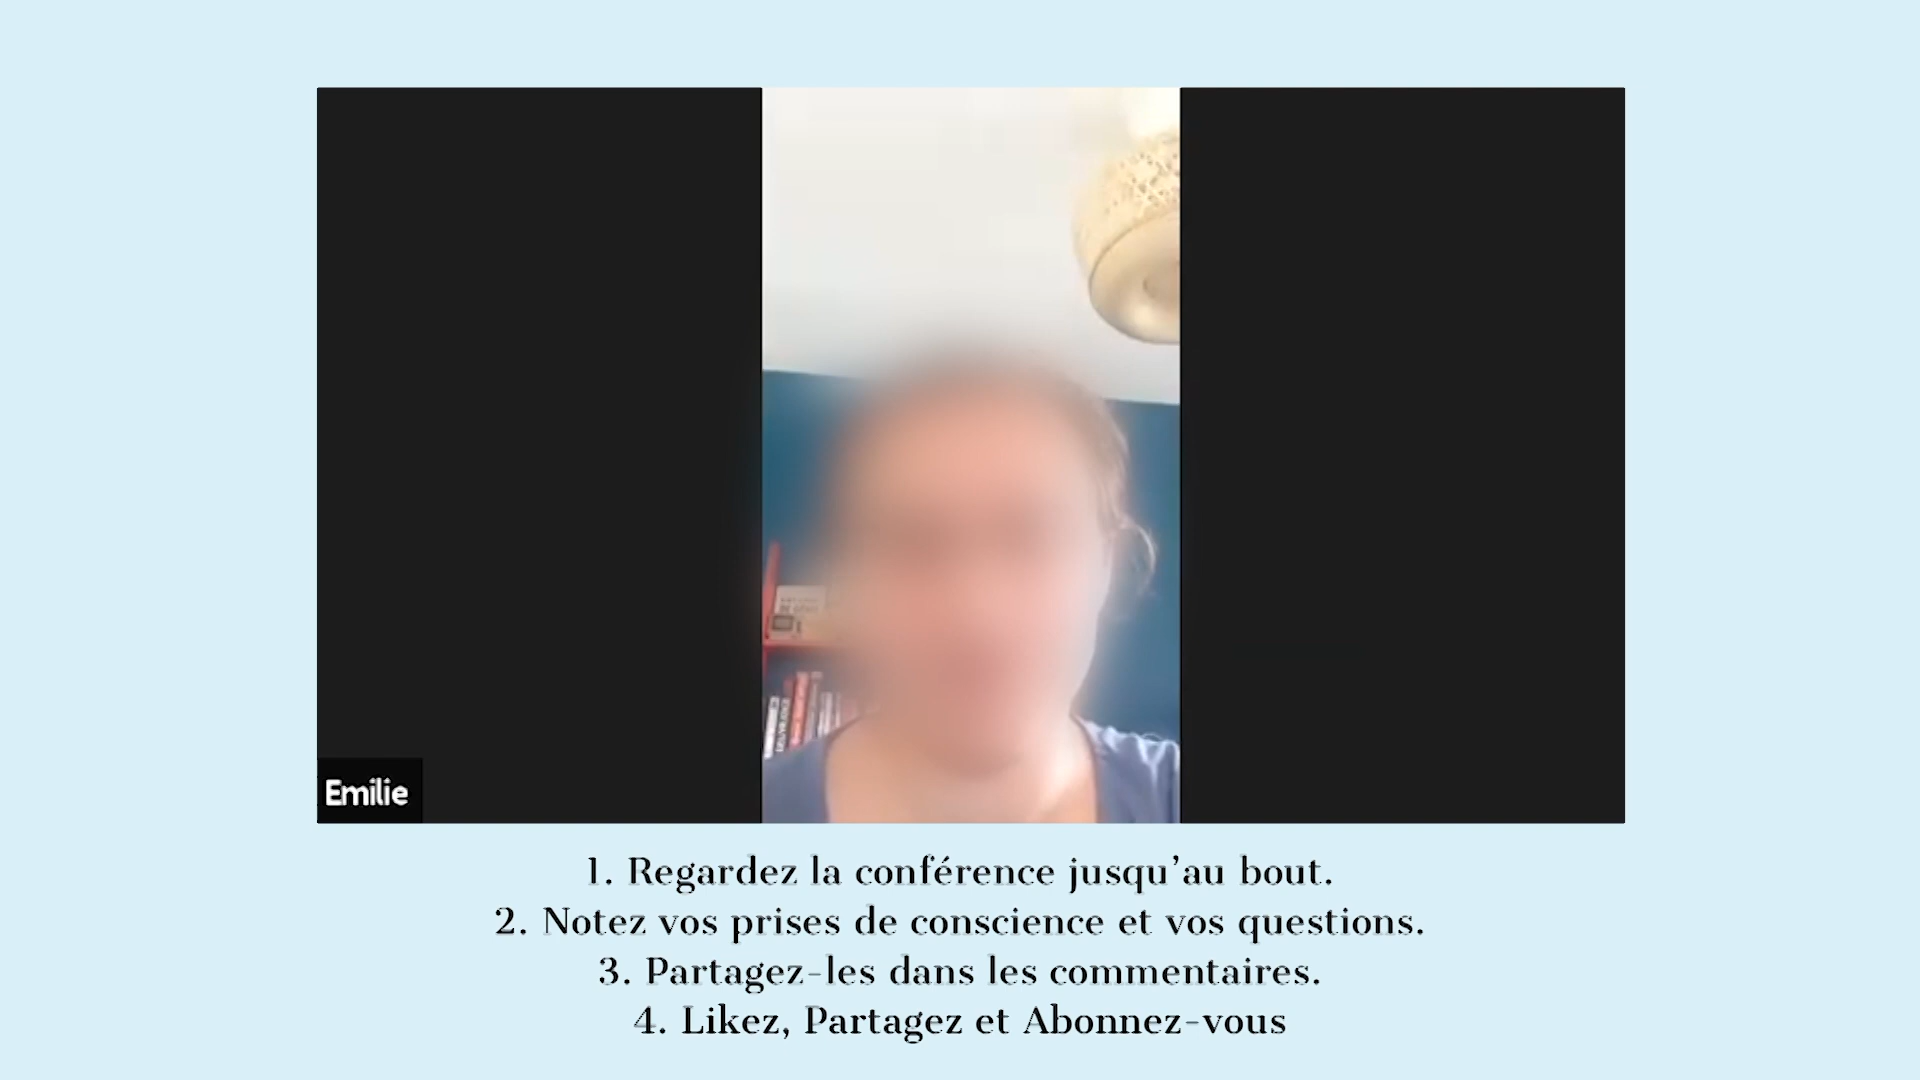 Emilie
1. Regardez la conférence jusqu'au bout.
2. Notez vos prises de conscience et vos questions.
3. Partagez-les dans les commentaires.
4. Likez, Partagez et Abonnez-vous